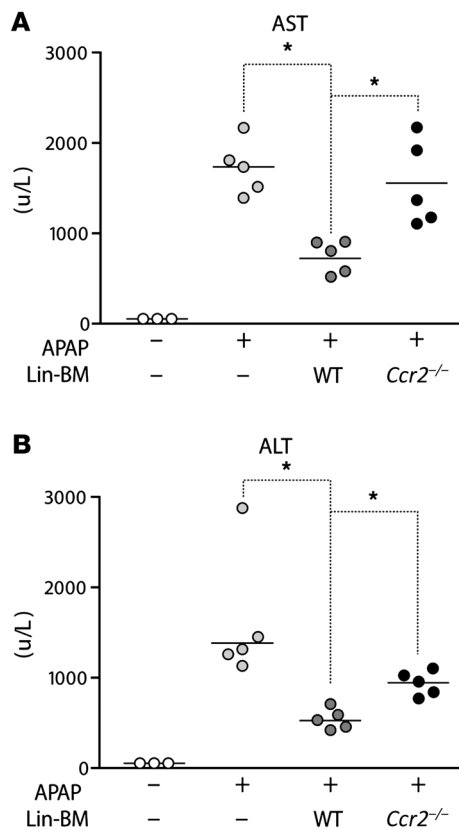 A
AST
*
*
3000
2000
1000
0
(u/L)
APAP − + + +
Lin-BM − − WT Ccr2−/−
B
ALT
*
*
3000
2000
1000
0
(u/L)
APAP − + + +
Lin-BM − − WT Ccr2−/−